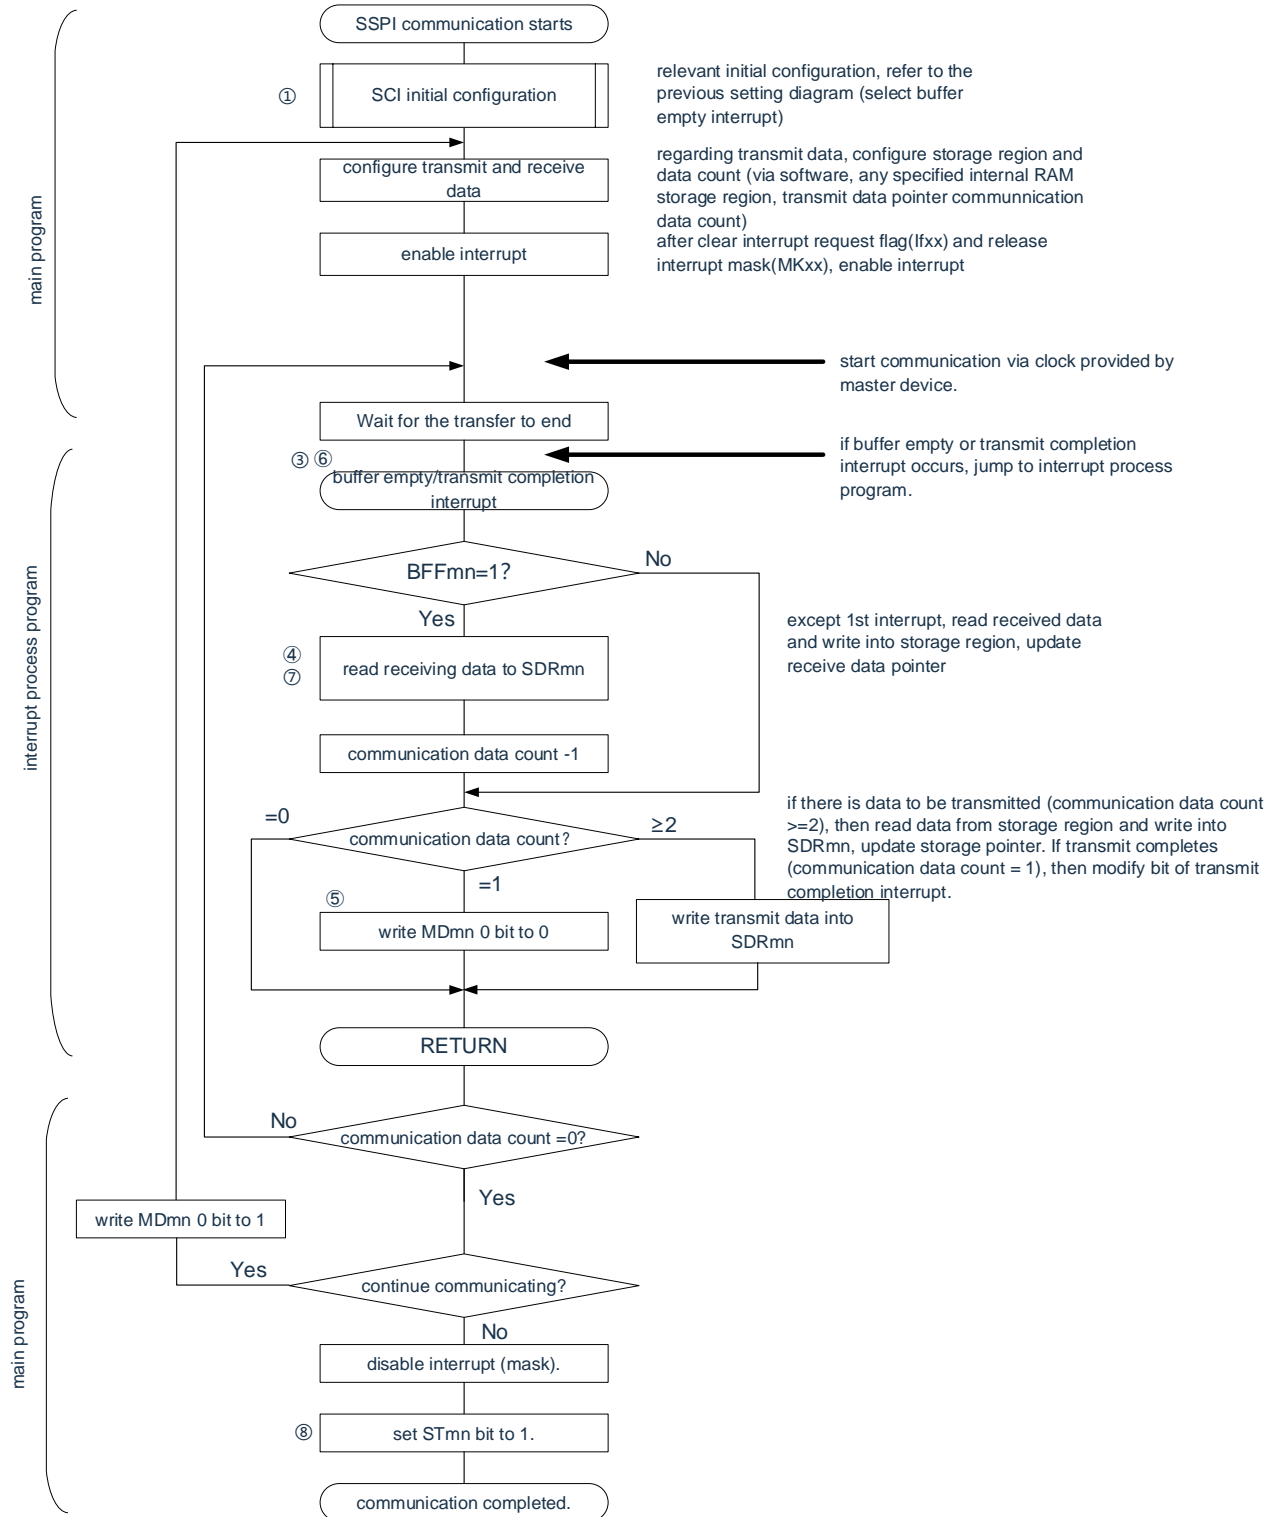 SSPI communication starts
①
SCI initial configuration
relevant initial configuration, refer to the
previous setting diagram (select buffer
empty interrupt)
configure transmit and receive
data
regarding transmit data, configure storage region and
data count (via software, any specified internal RAM
storage region, transmit data pointer communnication
data count)
enable interrupt
after clear interrupt request flag(Ifxx) and release
interrupt mask(MKxx), enable interrupt
main program
start communication via clock provided by
master device.
Wait for the transfer to end
③ ⑥
buffer empty/transmit completion
interrupt
if buffer empty or transmit completion
interrupt occurs, jump to interrupt process
program.
BFFmn=1?
No
Yes
④
⑦
read receiving data to SDRmn
except 1st interrupt, read received data
and write into storage region, update
receive data pointer
interrupt process program
communication data count -1
=0
communication data count?
≥2
=1
if there is data to be transmitted (communication data count
>=2), then read data from storage region and write into
SDRmn, update storage pointer. If transmit completes
(communication data count = 1), then modify bit of transmit
completion interrupt.
⑤
write MDmn 0 bit to 0
write transmit data into
SDRmn
RETURN
No
communication data count =0?
Yes
write MDmn 0 bit to 1
Yes
continue communicating?
No
main program
disable interrupt (mask).
⑧
set STmn bit to 1.
communication completed.